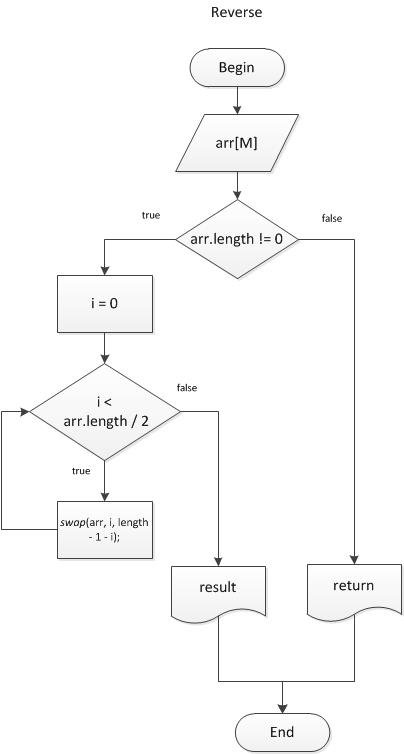 Reverse
Begin
arr[M]
true
false
arr.length != 0
i = 0
i <
arr.length / 2
false
true
swap(arr, i, length
- 1 - i);
result
return
End